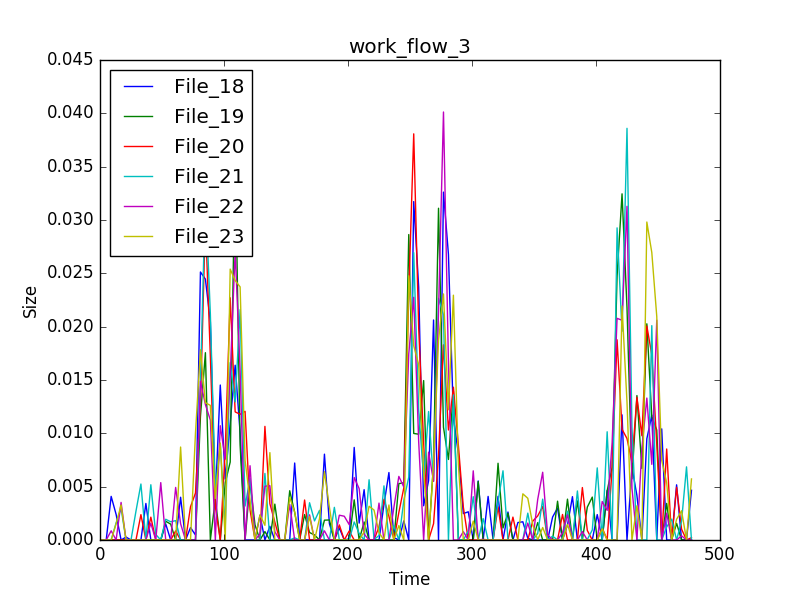 work_flow_3
0.045
0.040
0.035
0.030
0.025
0.020
0.015
0.010
0.005
0.000
Size
File_18
File_19
File_20
File_21
File_22
File_23
0 100 200 300 400 500
Time